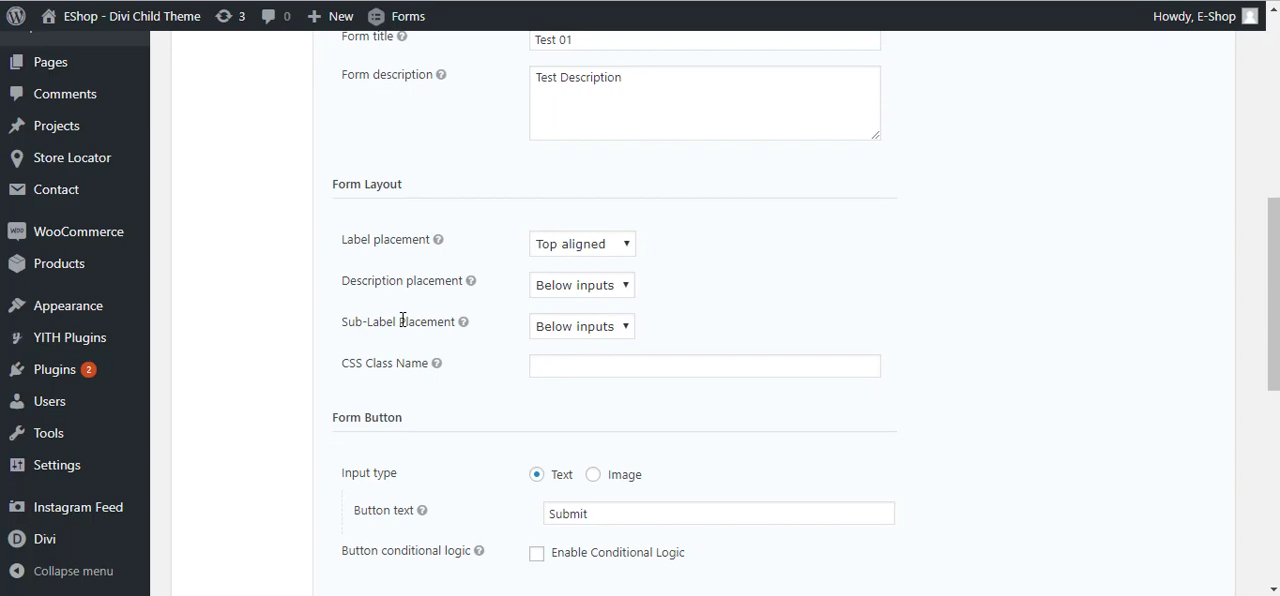 EShop - Divi Child Theme 3 0 New Forms Howdy, E-Shop
Pages
Comments
Projects
Store Locator
Contact
WooCommerce
Products
Appearance
YITH Plugins
Plugins 2
Users
Tools
Settings
Instagram Feed
Divi
Collapse menu
Form title Test 01
Form description Test Description
Form Layout
Label placement Top aligned
Description placement Below inputs
Sub-Label Placement Below inputs
CSS Class Name
Form Button
Input type Text Image
Button text Submit
Button conditional logic Enable Conditional Logic